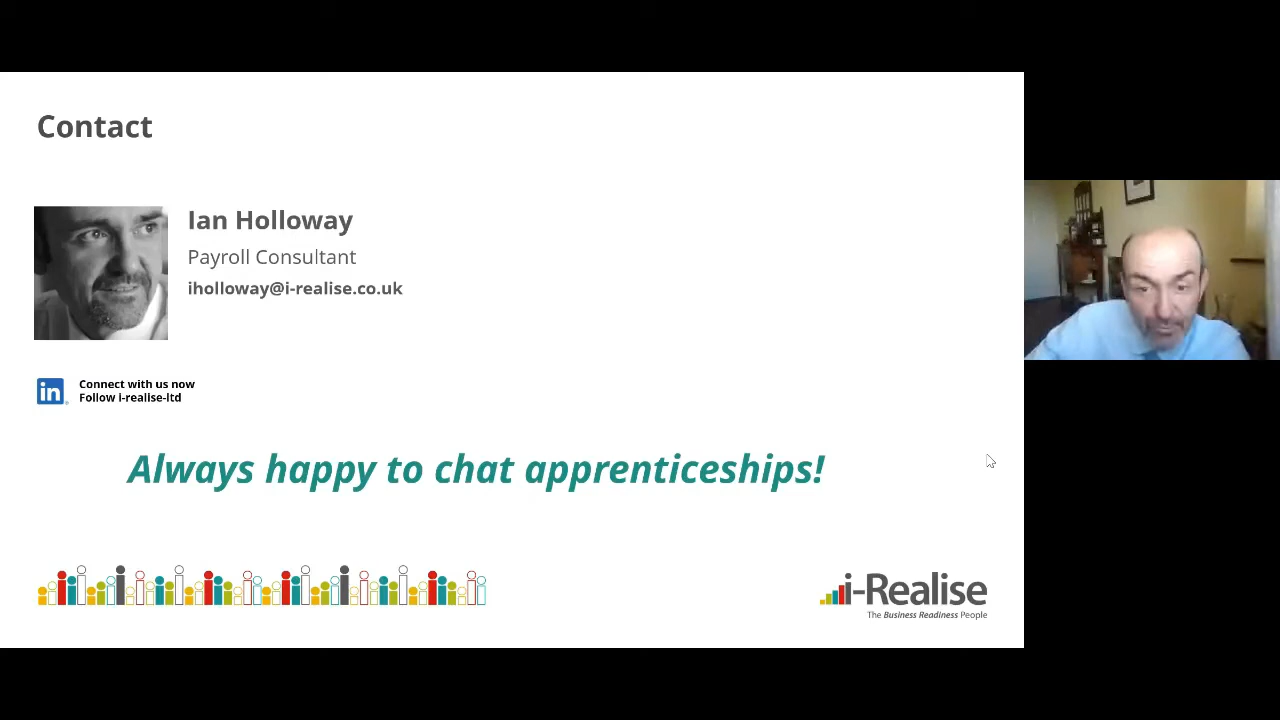 Contact
Ian Holloway
Payroll Consultant
iholloway@i-realise.co.uk
in
Connect with us now
Follow i-realise-ltd
Always happy to chat apprenticeships!
i-Realise
The Business Readiness People